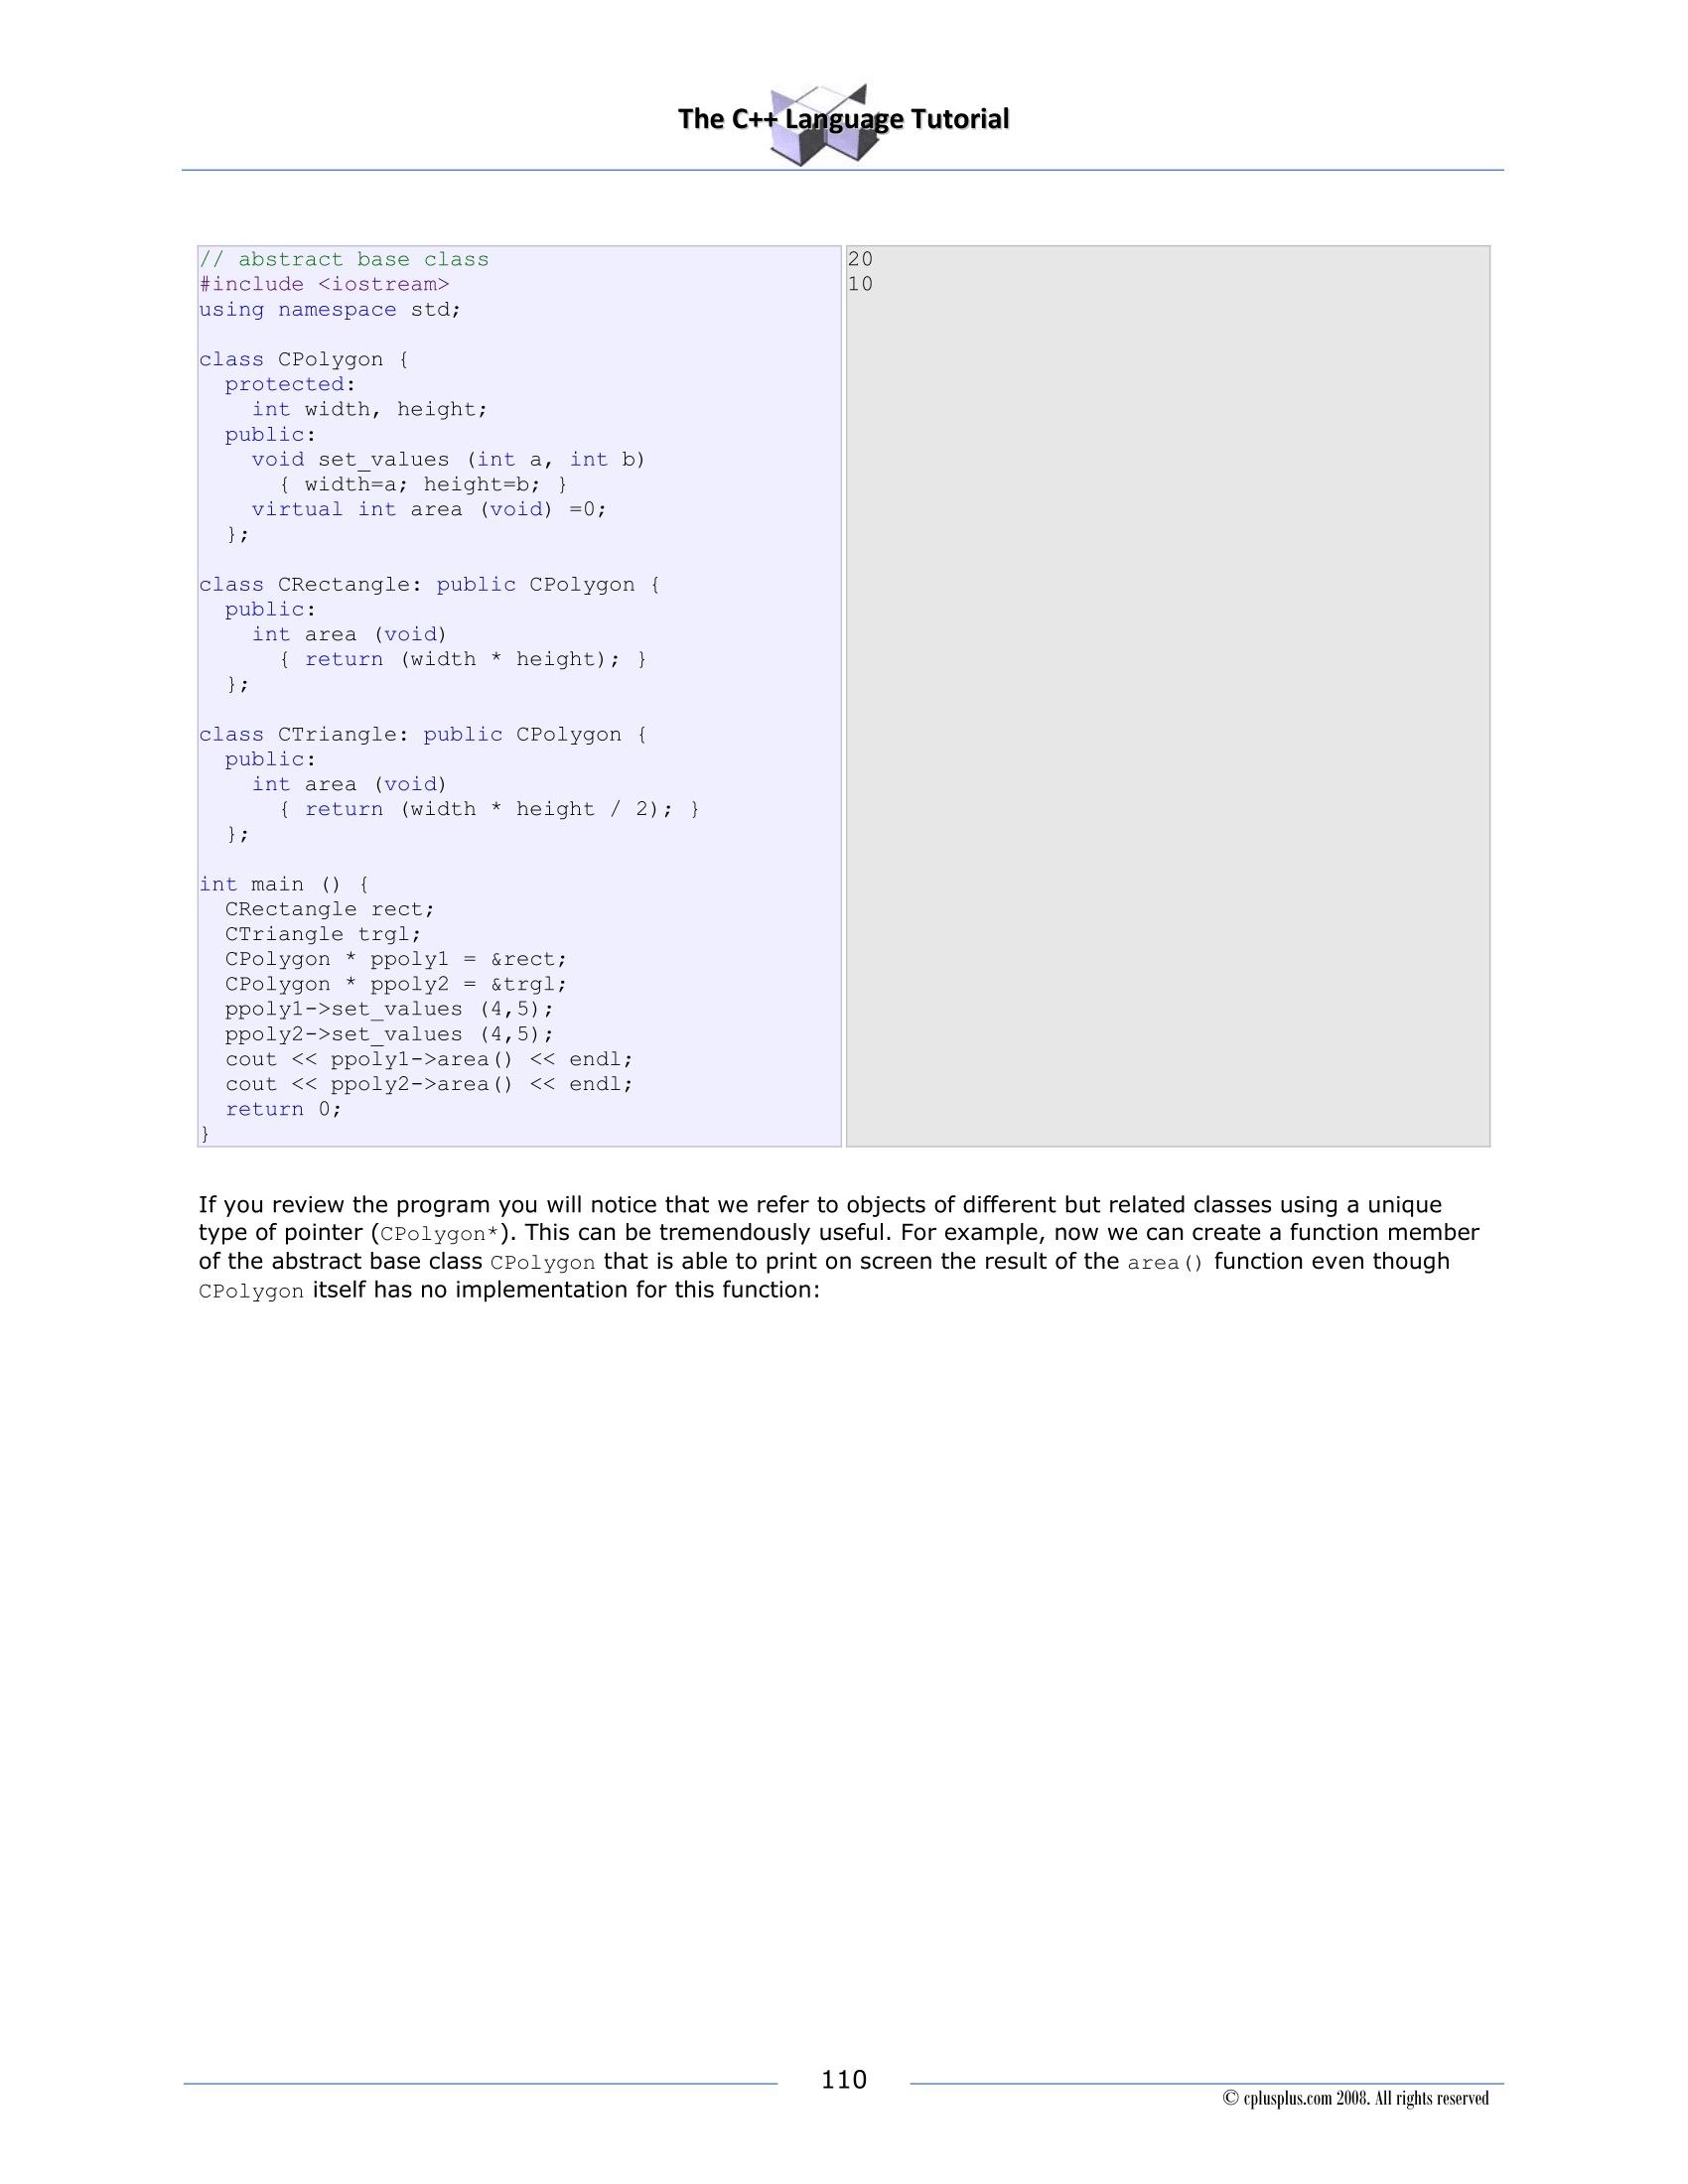 The C++ Language Tutorial
// abstract base class
#include <iostream>
using namespace std;

class CPolygon {
  protected:
    int width, height;
  public:
    void set_values (int a, int b)
      { width=a; height=b; }
    virtual int area (void) =0;
  };

class CRectangle: public CPolygon {
  public:
    int area (void)
      { return (width * height); }
  };

class CTriangle: public CPolygon {
  public:
    int area (void)
      { return (width * height / 2); }
  };

int main () {
  CRectangle rect;
  CTriangle trgl;
  CPolygon * ppoly1 = &rect;
  CPolygon * ppoly2 = &trgl;
  ppoly1->set_values (4,5);
  ppoly2->set_values (4,5);
  cout << ppoly1->area() << endl;
  cout << ppoly2->area() << endl;
  return 0;
}
20
10
If you review the program you will notice that we refer to objects of different but related classes using a unique
type of pointer (CPolygon*). This can be tremendously useful. For example, now we can create a function member
of the abstract base class CPolygon that is able to print on screen the result of the area() function even though
CPolygon itself has no implementation for this function:
110
© cplusplus.com 2008. All rights reserved